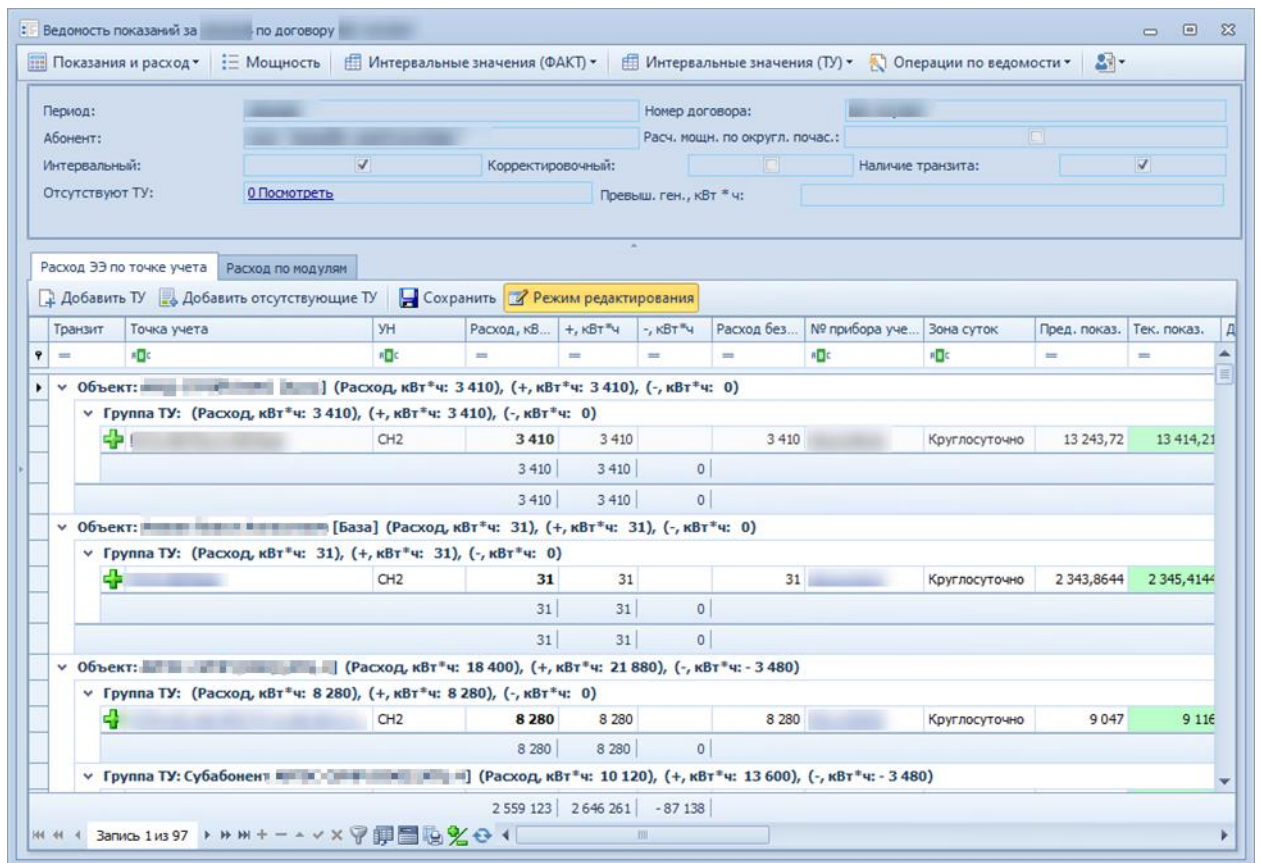 Ведомость показаний за по договору
Показания и расход Мощность Интервальные значения (ФАКТ) Интервальные значения (ТУ) Операции по ведомости
Период: Номер договора:
Абонент: Расч. мощн. по округл. почас.:
Интервальный: Корректировочный: Наличие транзита:
Отсутствуют ТУ: 0 Посмотреть Превыш. ген., кВт * ч:
Расход ЭЭ по точке учета Расход по модулям
Добавить ТУ Добавить отсутствующие ТУ Сохранить Режим редактирования
Транзит Точка учета УН Расход, кВ... +, кВт*ч -, кВт*ч Расход без... № прибора уче... Зона суток Пред. показ. Тек. показ. Д
= = = = = = =
Объект: ] (Расход, кВт*ч: 3 410), (+, кВт*ч: 3 410), (-, кВт*ч: 0)
Группа ТУ: (Расход, кВт*ч: 3 410), (+, кВт*ч: 3 410), (-, кВт*ч: 0)
СН2 3 410 3 410 3 410 Круглосуточно 13 243,72 13 414,21
3 410 3 410 0
3 410 3 410 0
Объект: [База] (Расход, кВт*ч: 31), (+, кВт*ч: 31), (-, кВт*ч: 0)
Группа ТУ: (Расход, кВт*ч: 31), (+, кВт*ч: 31), (-, кВт*ч: 0)
СН2 31 31 31 Круглосуточно 2 343,8644 2 345,4144
31 31 0
31 31 0
Объект: ] (Расход, кВт*ч: 18 400), (+, кВт*ч: 21 880), (-, кВт*ч: - 3 480)
Группа ТУ: (Расход, кВт*ч: 8 280), (+, кВт*ч: 8 280), (-, кВт*ч: 0)
СН2 8 280 8 280 8 280 Круглосуточно 9 047 9 116
8 280 8 280 0
Группа ТУ: Субабонент ] (Расход, кВт*ч: 10 120), (+, кВт*ч: 13 600), (-, кВт*ч: - 3 480)
2 559 123 2 646 261 - 87 138
Запись 1 из 97